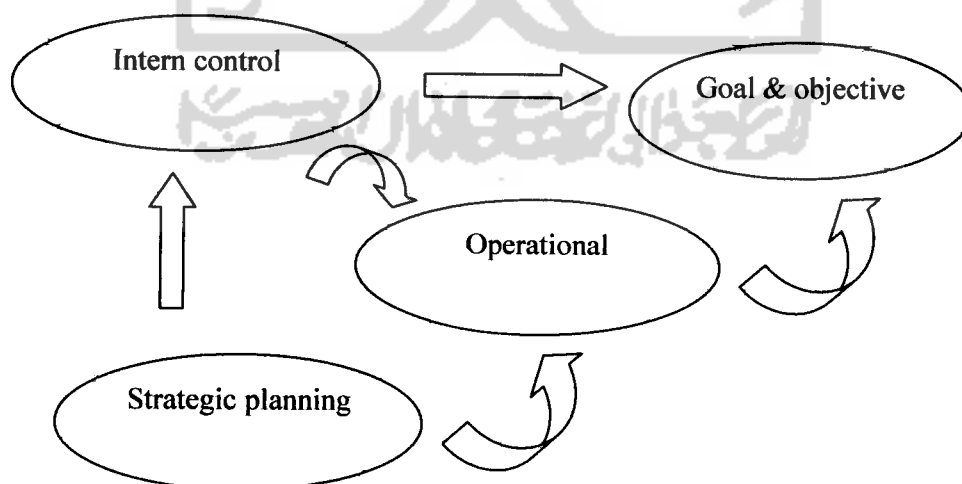 Intern control
Goal & objective
Operational
Strategic planning